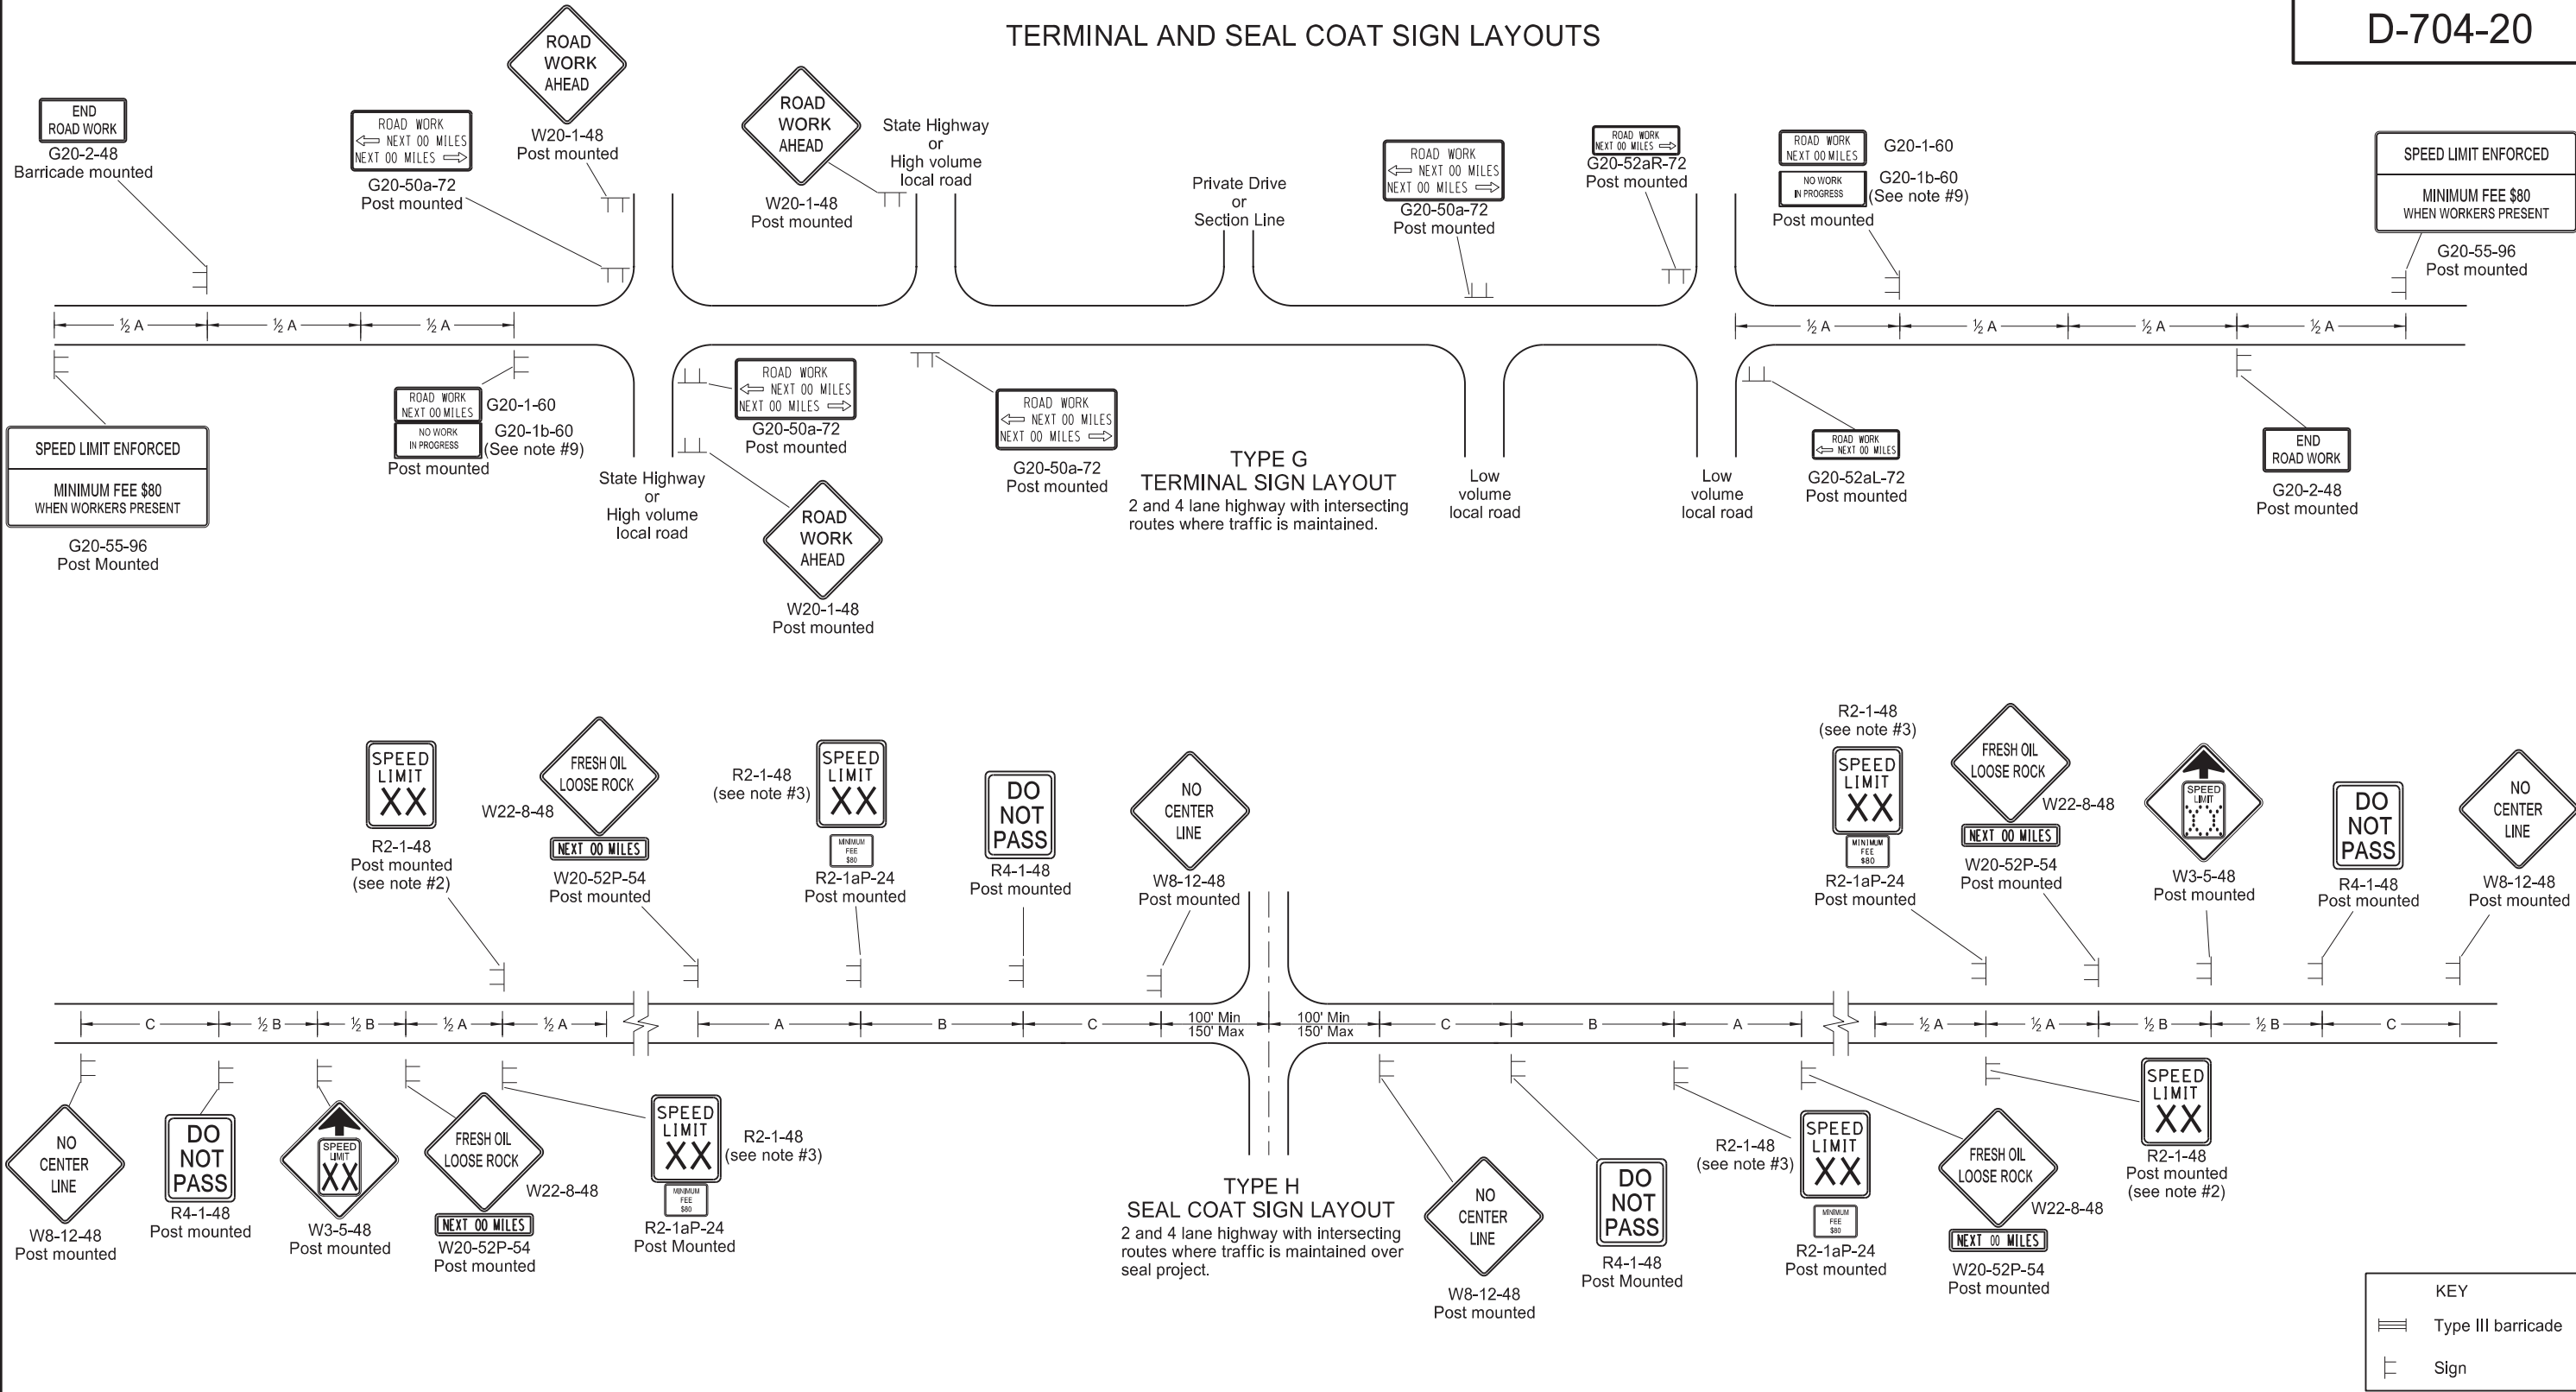 TERMINAL AND SEAL COAT SIGN LAYOUTS
D-704-20
END
ROAD WORK
G20-2-48
Barricade mounted
ROAD WORK
NEXT 00 MILES
NEXT 00 MILES
G20-50a-72
Post mounted
ROAD
WORK
AHEAD
W20-1-48
Post mounted
ROAD
WORK
AHEAD
W20-1-48
Post mounted
State Highway
or
High volume
local road
Private Drive
or
Section Line
ROAD WORK
NEXT 00 MILES
NEXT 00 MILES
G20-50a-72
Post mounted
ROAD WORK
NEXT 00 MILES
G20-52aR-72
Post mounted
ROAD WORK
NEXT 00 MILES
G20-1-60
NO WORK
IN PROGRESS
G20-1b-60
(See note #9)
Post mounted
SPEED LIMIT ENFORCED
MINIMUM FEE $80
WHEN WORKERS PRESENT
G20-55-96
Post mounted
½ A
½ A
½ A
½ A
½ A
½ A
½ A
SPEED LIMIT ENFORCED
MINIMUM FEE $80
WHEN WORKERS PRESENT
G20-55-96
Post Mounted
ROAD WORK
NEXT 00 MILES
G20-1-60
NO WORK
IN PROGRESS
G20-1b-60
(See note #9)
Post mounted
State Highway
or
High volume
local road
ROAD WORK
NEXT 00 MILES
NEXT 00 MILES
G20-50a-72
Post mounted
ROAD
WORK
AHEAD
W20-1-48
Post mounted
ROAD WORK
NEXT 00 MILES
NEXT 00 MILES
G20-50a-72
Post mounted
TYPE G
TERMINAL SIGN LAYOUT
2 and 4 lane highway with intersecting
routes where traffic is maintained.
Low
volume
local road
Low
volume
local road
ROAD WORK
NEXT 00 MILES
G20-52aL-72
Post mounted
END
ROAD WORK
G20-2-48
Post mounted
SPEED
LIMIT
XX
R2-1-48
Post mounted
(see note #2)
FRESH OIL
LOOSE ROCK
W22-8-48
NEXT 00 MILES
W20-52P-54
Post mounted
R2-1-48
(see note #3)
SPEED
LIMIT
XX
MINIMUM
FEE
$80
R2-1aP-24
Post mounted
DO
NOT
PASS
R4-1-48
Post mounted
NO
CENTER
LINE
W8-12-48
Post mounted
R2-1-48
(see note #3)
SPEED
LIMIT
XX
MINIMUM
FEE
$80
R2-1aP-24
Post mounted
FRESH OIL
LOOSE ROCK
W22-8-48
NEXT 00 MILES
W20-52P-54
Post mounted
SPEED
LIMIT
XX
W3-5-48
Post mounted
DO
NOT
PASS
R4-1-48
Post mounted
NO
CENTER
LINE
W8-12-48
Post mounted
C
½ B
½ B
½ A
½ A
A
B
C
100' Min
150' Max
100' Min
150' Max
C
B
A
½ A
½ A
½ B
½ B
C
NO
CENTER
LINE
W8-12-48
Post mounted
DO
NOT
PASS
R4-1-48
Post mounted
SPEED
LIMIT
XX
W3-5-48
Post mounted
FRESH OIL
LOOSE ROCK
W22-8-48
NEXT 00 MILES
W20-52P-54
Post mounted
SPEED
LIMIT
XX
R2-1-48
(see note #3)
MINIMUM
FEE
$80
R2-1aP-24
Post Mounted
TYPE H
SEAL COAT SIGN LAYOUT
2 and 4 lane highway with intersecting
routes where traffic is maintained over
seal project.
NO
CENTER
LINE
W8-12-48
Post mounted
DO
NOT
PASS
R4-1-48
Post Mounted
R2-1-48
(see note #3)
SPEED
LIMIT
XX
MINIMUM
FEE
$80
R2-1aP-24
Post mounted
FRESH OIL
LOOSE ROCK
W22-8-48
NEXT 00 MILES
W20-52P-54
Post mounted
SPEED
LIMIT
XX
R2-1-48
Post mounted
(see note #2)
KEY
Type III barricade
Sign